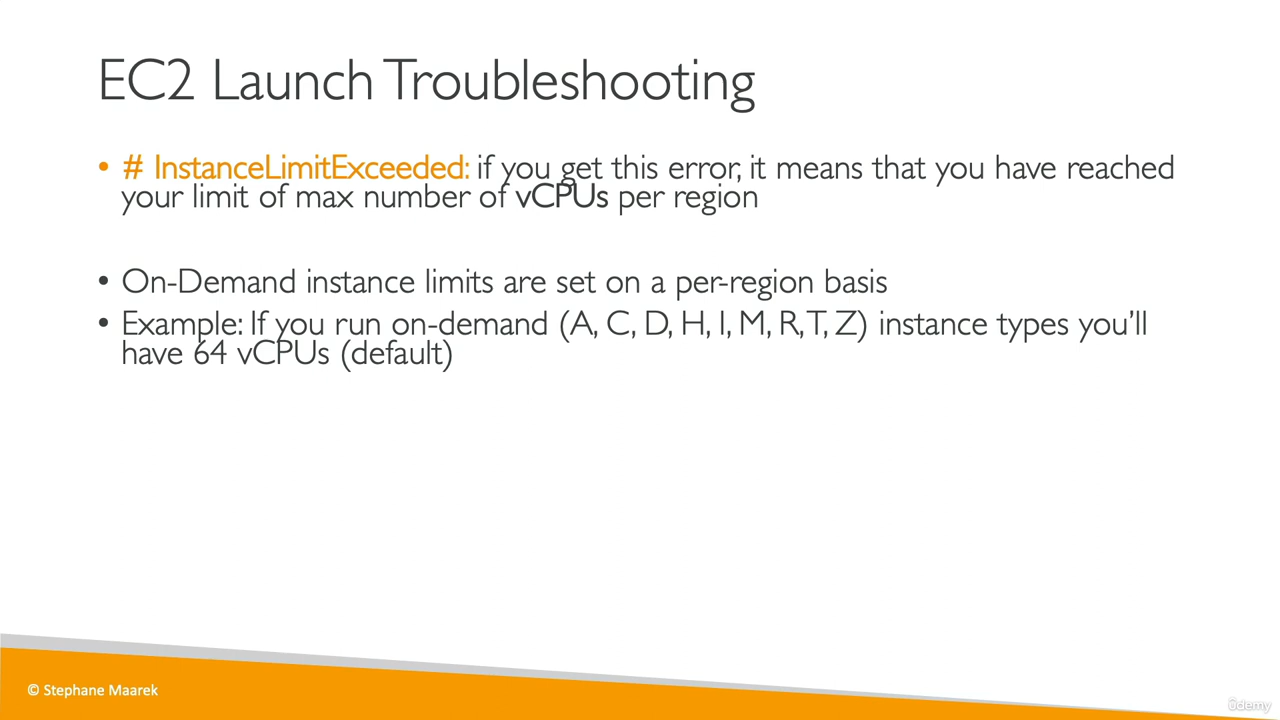 EC2 Launch Troubleshooting
• # InstanceLimitExceeded: if you get this error, it means that you have reached
your limit of max number of vCPUs per region
• On-Demand instance limits are set on a per-region basis
• Example: If you run on-demand (A, C, D, H, I, M, R, T, Z) instance types you'll
have 64 vCPUs (default)
© Stephane Maarek
ûdemy